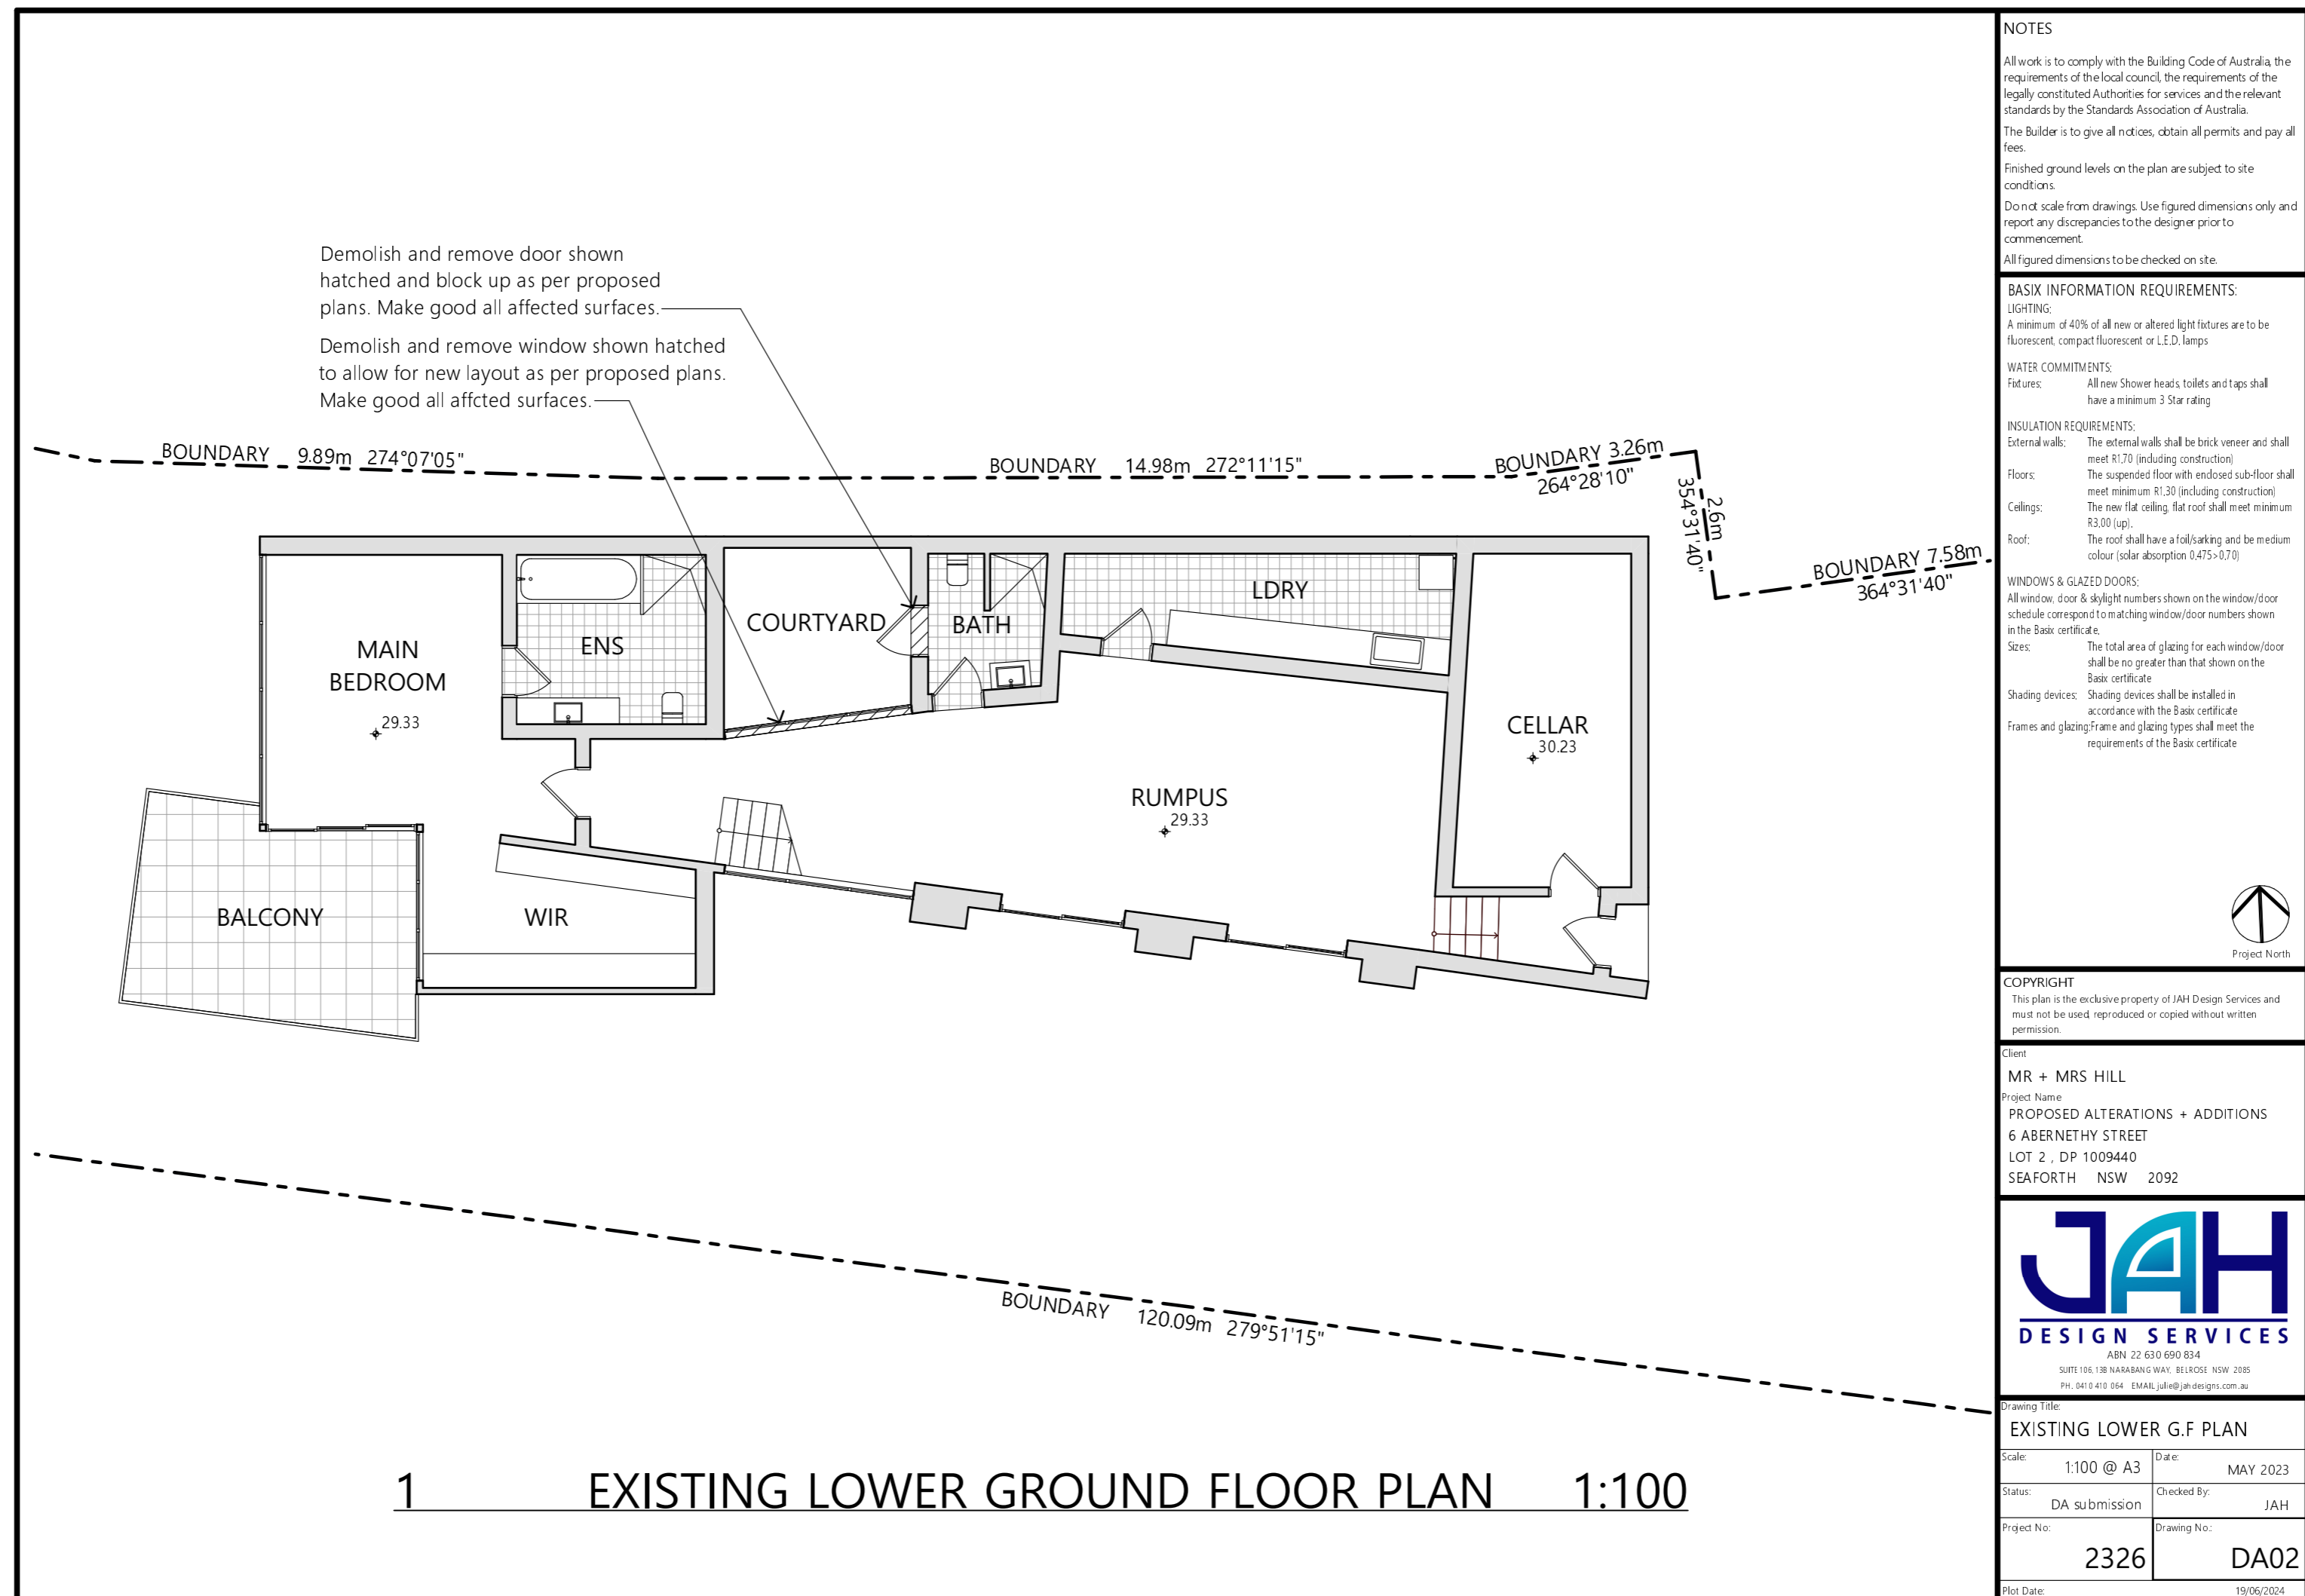 Demolish and remove door shown
hatched and block up as per proposed
plans. Make good all affected surfaces.
Demolish and remove window shown hatched
to allow for new layout as per proposed plans.
Make good all affcted surfaces.
BOUNDARY 9.89m 274°07'05"
BOUNDARY 14.98m 272°11'15"
BOUNDARY 3.26m
264°28'10"
2.6m
354°31'40"
BOUNDARY 7.58m
364°31'40"
MAIN
BEDROOM
29.33
ENS
COURTYARD
BATH
LDRY
CELLAR
30.23
RUMPUS
29.33
BALCONY
WIR
BOUNDARY 120.09m 279°51'15"
1 EXISTING LOWER GROUND FLOOR PLAN 1:100
NOTES
All work is to comply with the Building Code of Australia, the
requirements of the local council, the requirements of the
legally constituted Authorities for services and the relevant
standards by the Standards Association of Australia.
The Builder is to give all notices, obtain all permits and pay all
fees.
Finished ground levels on the plan are subject to site
conditions.
Do not scale from drawings. Use figured dimensions only and
report any discrepancies to the designer prior to
commencement.
All figured dimensions to be checked on site.
BASIX INFORMATION REQUIREMENTS:
LIGHTING:
A minimum of 40% of all new or altered light fixtures are to be
fluorescent, compact fluorescent or L.E.D. lamps
WATER COMMITMENTS:
Fixtures: All new Shower heads, toilets and taps shall
have a minimum 3 Star rating
INSULATION REQUIREMENTS:
External walls: The external walls shall be brick veneer and shall
meet R1.70 (including construction)
Floors: The suspended floor with enclosed sub-floor shall
meet minimum R1.30 (including construction)
Ceilings: The new flat ceiling, flat roof shall meet minimum
R3.00 (up).
Roof: The roof shall have a foil/sarking and be medium
colour (solar absorption 0.475>0.70)
WINDOWS & GLAZED DOORS:
All window, door & skylight numbers shown on the window/door
schedule correspond to matching window/door numbers shown
in the Basix certificate.
Sizes: The total area of glazing for each window/door
shall be no greater than that shown on the
Basix certificate
Shading devices: Shading devices shall be installed in
accordance with the Basix certificate
Frames and glazing: Frame and glazing types shall meet the
requirements of the Basix certificate
Project North
COPYRIGHT
This plan is the exclusive property of JAH Design Services and
must not be used, reproduced or copied without written
permission.
Client
MR + MRS HILL
Project Name
PROPOSED ALTERATIONS + ADDITIONS
6 ABERNETHY STREET
LOT 2 , DP 1009440
SEAFORTH NSW 2092
JAH
DESIGN SERVICES
ABN 22 630 690 834
SUITE 106, 13B NARABANG WAY, BELROSE NSW 2085
PH. 0410 410 064 EMAIL julie@jahdesigns.com.au
Drawing Title:
EXISTING LOWER G.F PLAN
Scale: 1:100 @ A3 Date: MAY 2023
Status: DA submission Checked By: JAH
Project No: 2326 Drawing No.: DA02
Plot Date: 19/06/2024